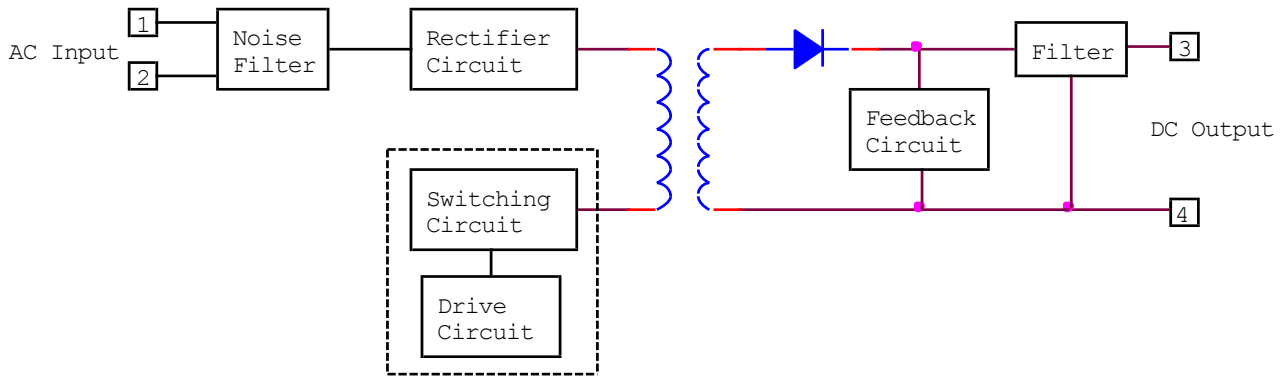 AC Input
1
2
Noise
Filter
Rectifier
Circuit
Filter
3
Feedback
Circuit
DC Output
Switching
Circuit
4
Drive
Circuit